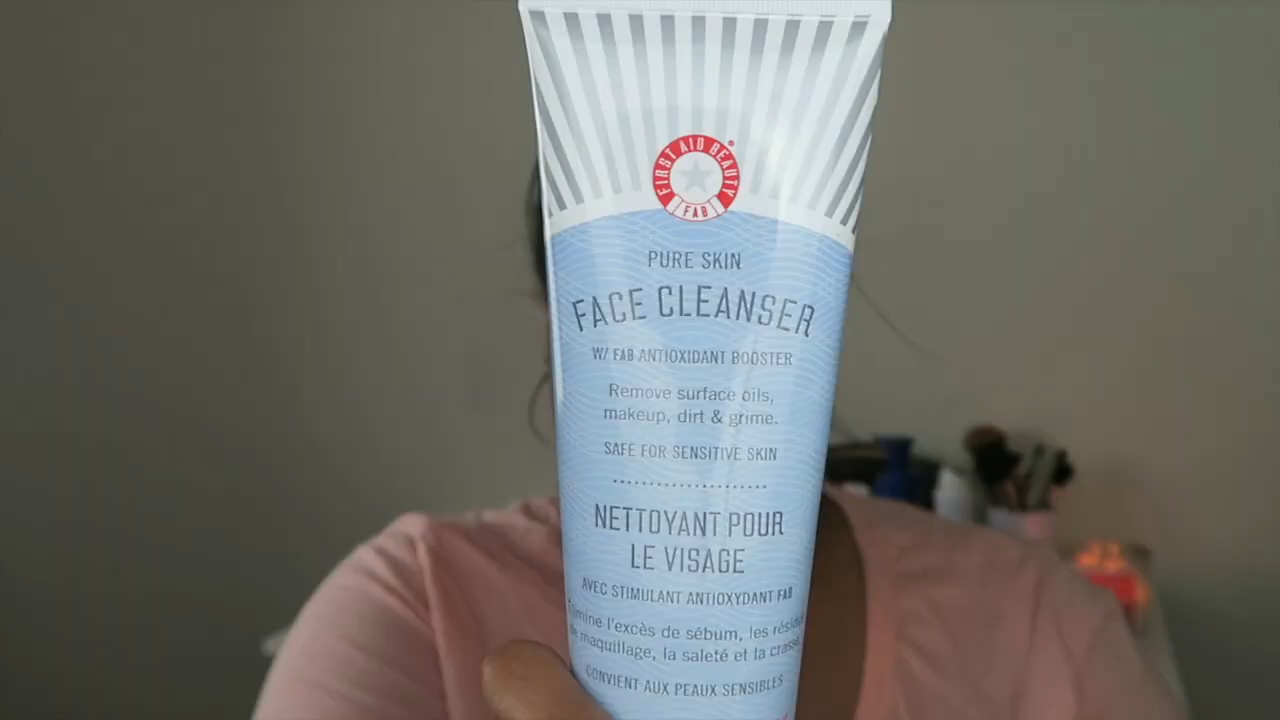 FIRST AID BEAUTY®
FAB
PURE SKIN
FACE CLEANSER
W/ FAB ANTIOXIDANT BOOSTER
Remove surface oils,
makeup, dirt & grime.
SAFE FOR SENSITIVE SKIN
NETTOYANT POUR
LE VISAGE
AVEC STIMULANT ANTIOXYDANT FAB
l'excès de sébum, les
maquillage, la saleté et la
CONVIENT AUX PEAUX SENSIBLES